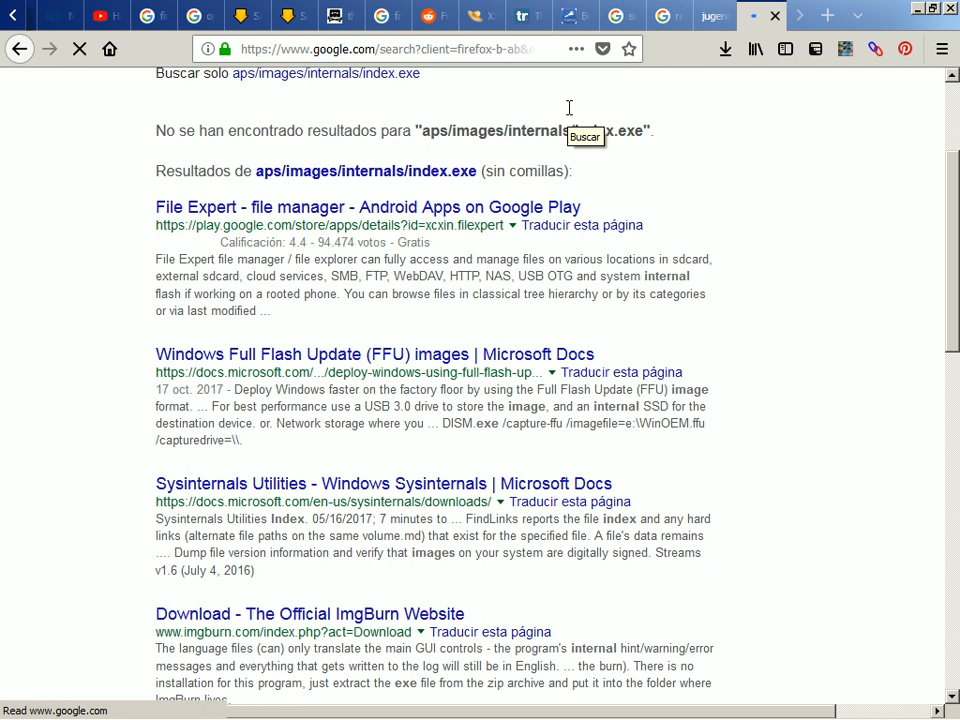 jugen
https://www.google.com/search?client=firefox-b-ab&
Buscar solo aps/images/internals/index.exe
No se han encontrado resultados para "aps/images/internals/index.exe".
Buscar
Resultados de aps/images/internals/index.exe (sin comillas):
File Expert - file manager - Android Apps on Google Play
https://play.google.com/store/apps/details?id=xcxin.filexpert ▼ Traducir esta página
Calificación: 4.4 - 94.474 votos - Gratis
File Expert file manager / file explorer can fully access and manage files on various locations in sdcard,
external sdcard, cloud services, SMB, FTP, WebDAV, HTTP, NAS, USB OTG and system internal
flash if working on a rooted phone. You can browse files in classical tree hierarchy or by its categories
or via last modified ...
Windows Full Flash Update (FFU) images | Microsoft Docs
https://docs.microsoft.com/.../deploy-windows-using-full-flash-up... ▼ Traducir esta página
17 oct. 2017 - Deploy Windows faster on the factory floor by using the Full Flash Update (FFU) image
format. ... For best performance use a USB 3.0 drive to store the image, and an internal SSD for the
destination device. or. Network storage where you ... DISM.exe /capture-ffu /imagefile=e:\WinOEM.ffu
/capturedrive=\\.
Sysinternals Utilities - Windows Sysinternals | Microsoft Docs
https://docs.microsoft.com/en-us/sysinternals/downloads/ ▼ Traducir esta página
Sysinternals Utilities Index. 05/16/2017; 7 minutes to ... FindLinks reports the file index and any hard
links (alternate file paths on the same volume.md) that exist for the specified file. A file's data remains
.... Dump file version information and verify that images on your system are digitally signed. Streams
v1.6 (July 4, 2016)
Download - The Official ImgBurn Website
www.imgburn.com/index.php?act=Download ▼ Traducir esta página
The language files (can) only translate the main GUI controls - the program's internal hint/warning/error
messages and everything that gets written to the log will still be in English. ... the burn). There is no
installation for this program, just extract the exe file from the zip archive and put it into the folder where
ImgBurn lives.
Read www.google.com